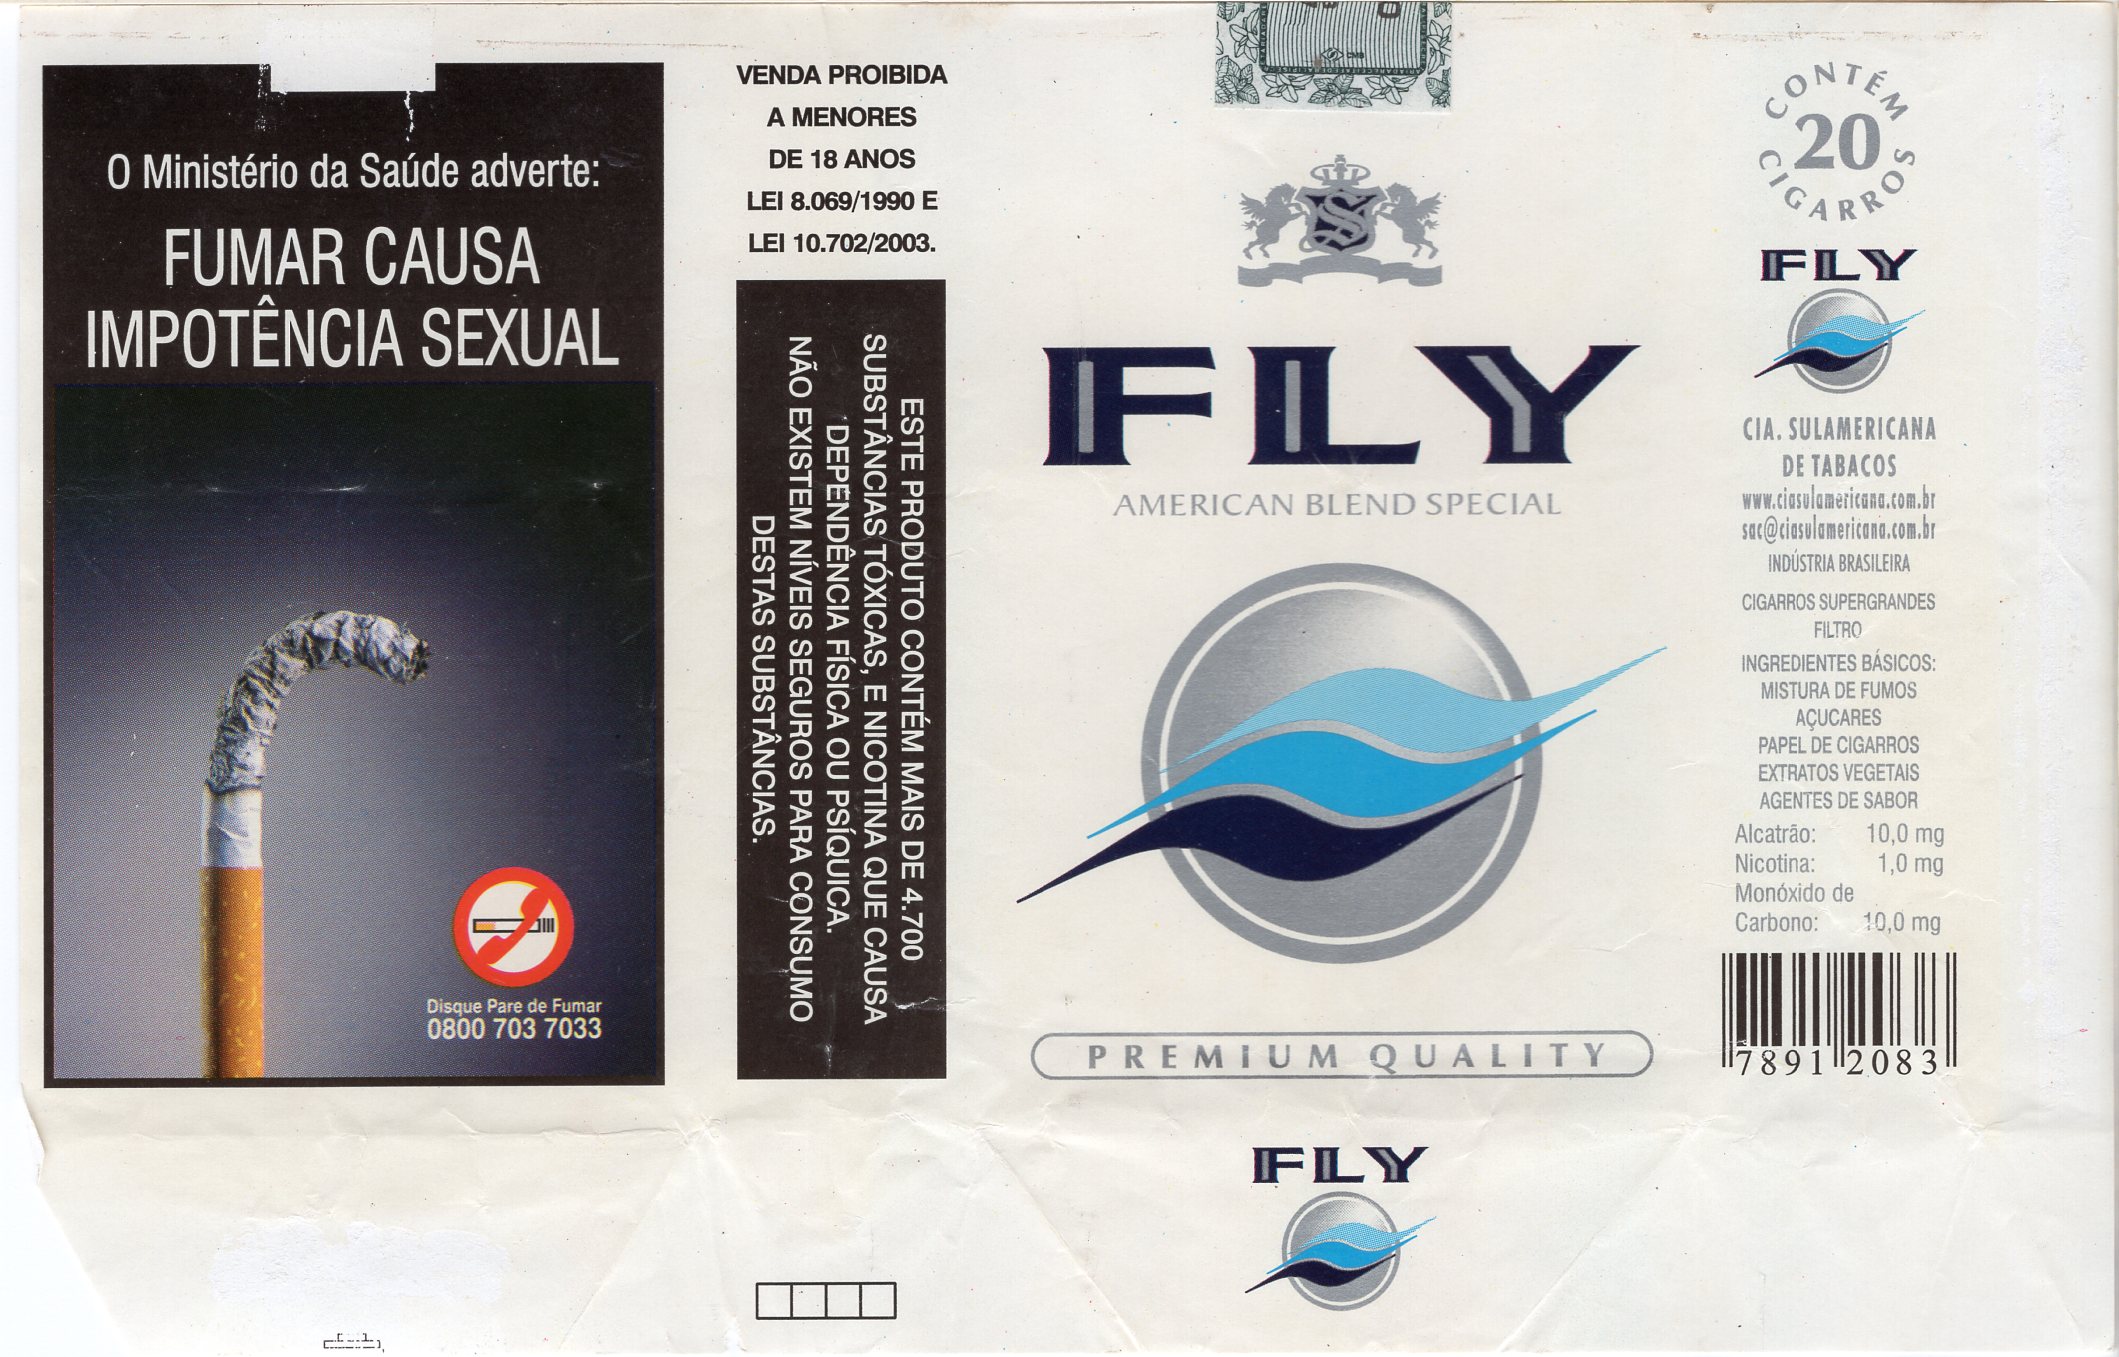 O Ministério da Saúde adverte:
FUMAR CAUSA
IMPOTÊNCIA SEXUAL
Disque Pare de Fumar
0800 703 7033
VENDA PROIBIDA
A MENORES
DE 18 ANOS
LEI 8.069/1990 E
LEI 10.702/2003.
ESTE PRODUTO CONTÉM MAIS DE 4.700
SUBSTÂNCIAS TÓXICAS, E NICOTINA QUE CAUSA
DEPENDÊNCIA FÍSICA OU PSÍQUICA.
NÃO EXISTEM NÍVEIS SEGUROS PARA CONSUMO
DESTAS SUBSTÂNCIAS.
S
FLY
AMERICAN BLEND SPECIAL
PREMIUM QUALITY
FLY
CONTÉM
20
CIGARROS
FLY
CIA. SULAMERICANA
DE TABACOS
www.ciasulamericana.com.br
sac@ciasulamericana.com.br
INDÚSTRIA BRASILEIRA
CIGARROS SUPERGRANDES
FILTRO
INGREDIENTES BÁSICOS:
MISTURA DE FUMOS
AÇUCARES
PAPEL DE CIGARROS
EXTRATOS VEGETAIS
AGENTES DE SABOR
Alcatrão: 10,0 mg
Nicotina: 1,0 mg
Monóxido de
Carbono: 10,0 mg
78912083